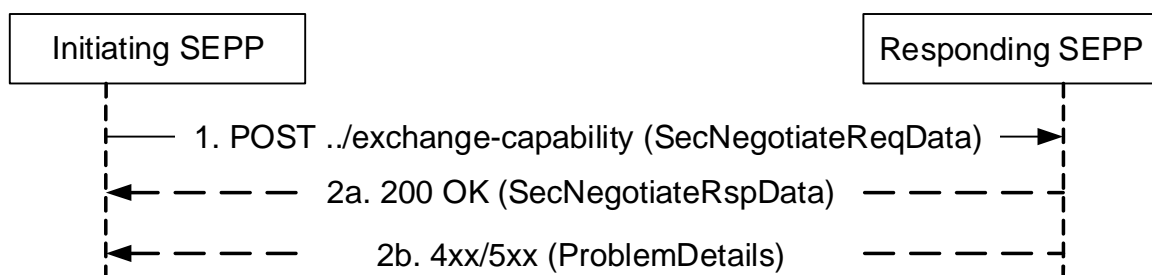 Initiating SEPP
Responding SEPP
1. POST ../exchange-capability (SecNegotiateReqData)
2a. 200 OK (SecNegotiateRspData)
2b. 4xx/5xx (ProblemDetails)